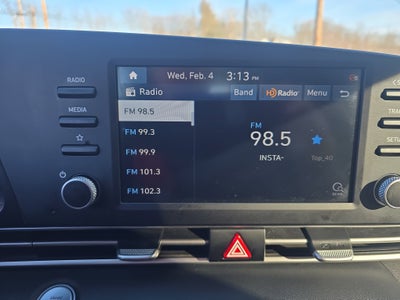 Wed, Feb. 4 3:13 PM
RADIO
Radio Band HD Radio Menu
MEDIA
FM 98.5
FM 99.3
FM 99.9
FM 101.3
FM 102.3
FM
98.5
INSTA-
Top_40
SETUP